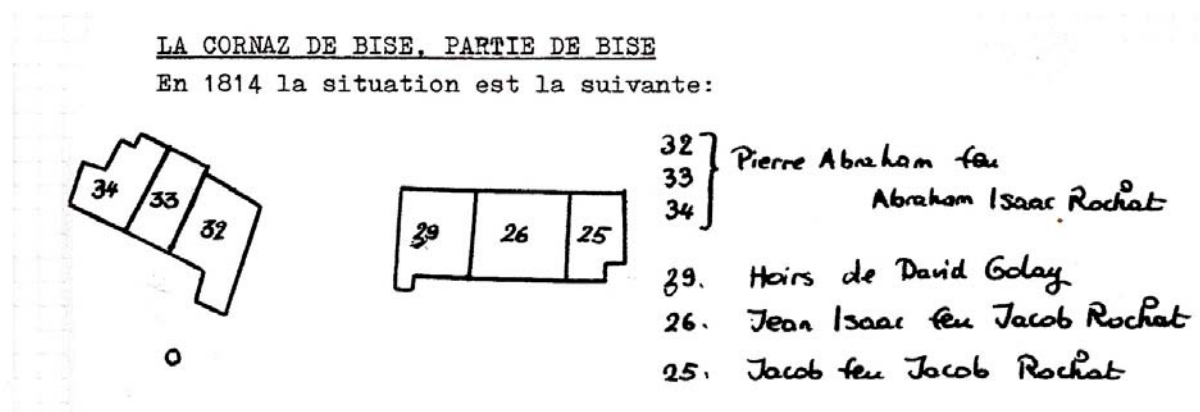 LA CORNAZ DE BISE, PARTIE DE BISE
En 1814 la situation est la suivante:
34
33
32
29
26
25
32
33
34
Pierre Abraham feu
Abraham Isaac Rochat
29. Hoirs de David Golay
26. Jean Isaac feu Jacob Rochat
25. Jacob feu Jacob Rochat